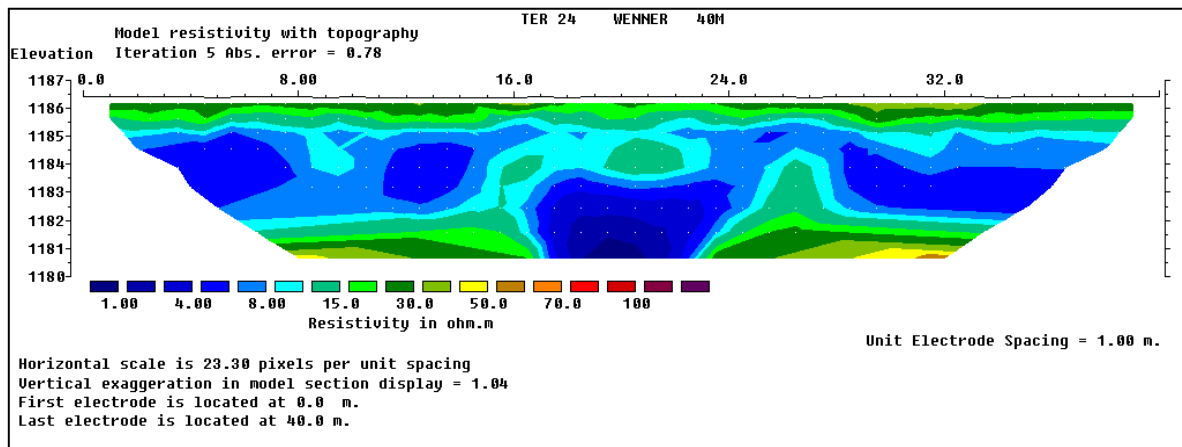 TER 24 WENNER 40M
Model resistivity with topography
Elevation Iteration 5 Abs. error = 0.78
1187 0.0 8.00 16.0 24.0 32.0
1186
1185
1184
1183
1182
1181
1180
1.00 4.00 8.00 15.0 30.0 50.0 70.0 100
Resistivity in ohm.m
Unit Electrode Spacing = 1.00 m.
Horizontal scale is 23.30 pixels per unit spacing
Vertical exaggeration in model section display = 1.04
First electrode is located at 0.0 m.
Last electrode is located at 40.0 m.